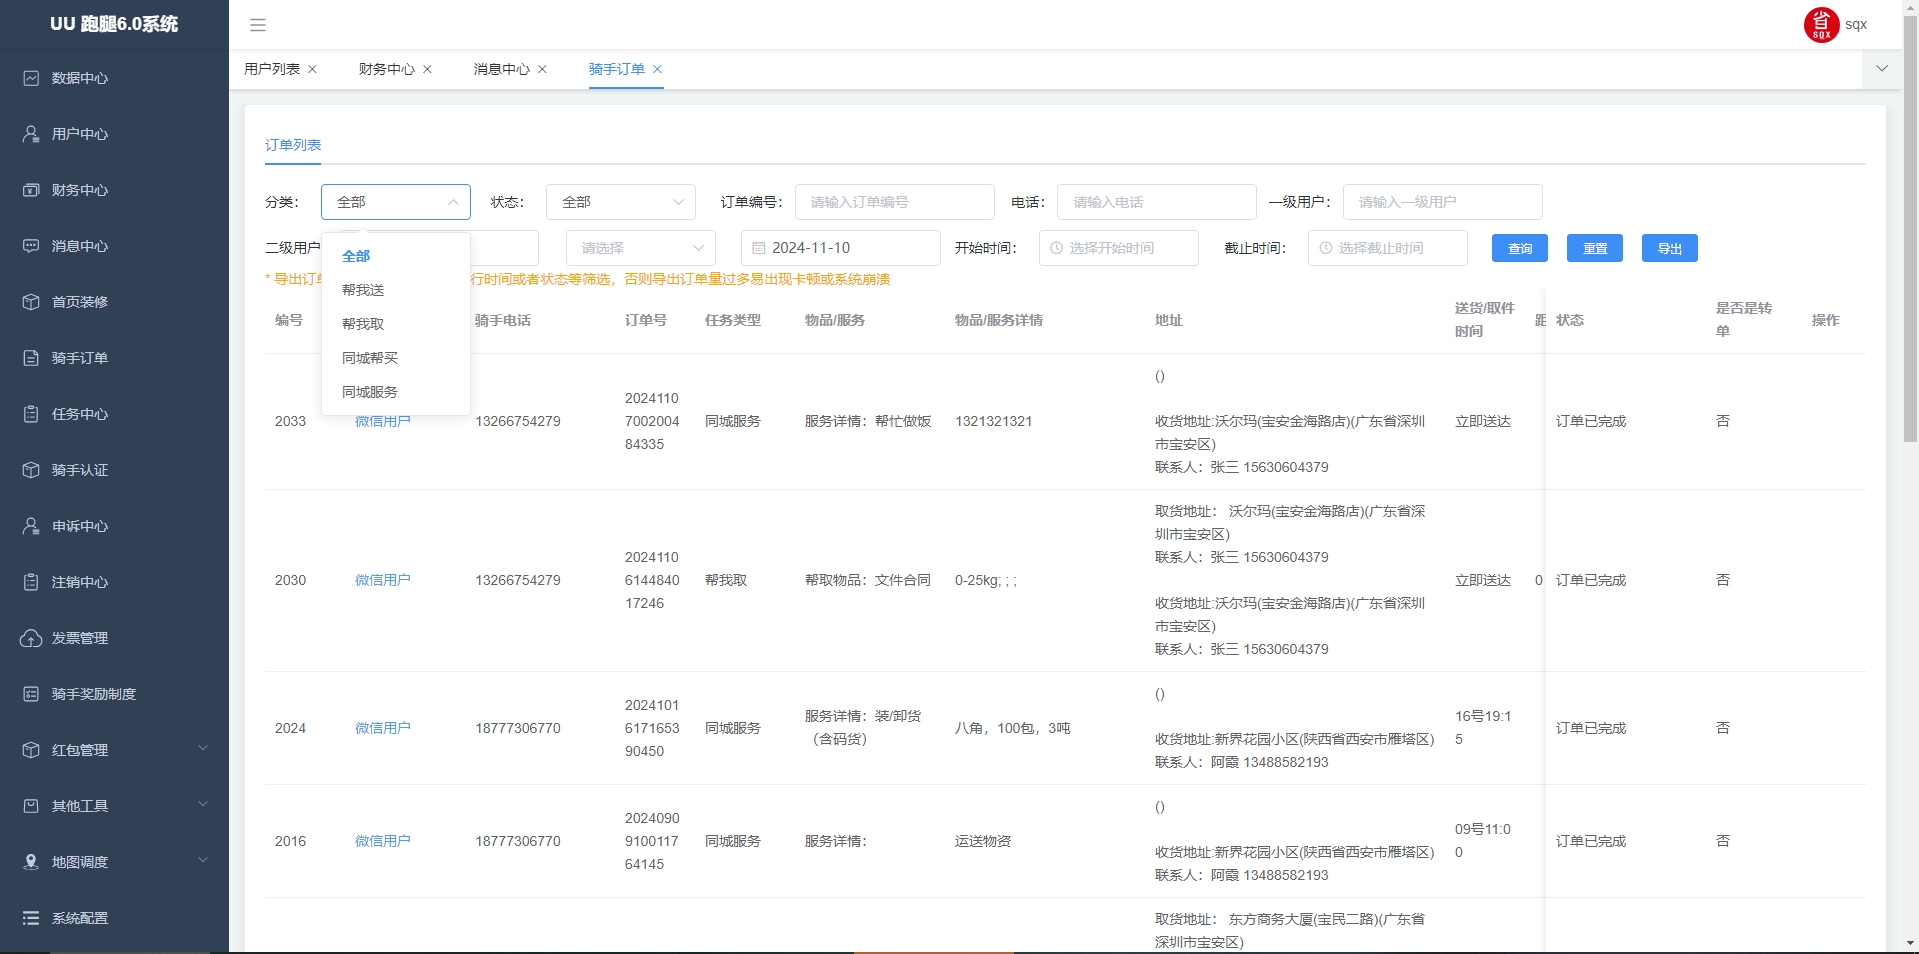 UU 跑腿6.0系统
省
SQX
sqx
数据中心
用户中心
财务中心
消息中心
首页装修
骑手订单
任务中心
骑手认证
申诉中心
注销中心
发票管理
骑手奖励制度
红包管理
其他工具
地图调度
系统配置
用户列表 ×
财务中心 ×
消息中心 ×
骑手订单 ×
订单列表
分类： 全部 状态： 全部 订单编号： 请输入订单编号 电话： 请输入电话 一级用户： 请输入一级用户
二级用户 请选择 2024-11-10 开始时间： 选择开始时间 截止时间： 选择截止时间 查询 重置 导出
* 导出订单 行时间或者状态等筛选，否则导出订单量过多易出现卡顿或系统崩溃
全部
帮我送
帮我取
同城帮买
同城服务
编号 骑手电话 订单号 任务类型 物品/服务 物品/服务详情 地址 送货/取件
时间 距 状态 是否是转
单 操作
2033 微信用户 13266754279 2024110
7002004
84335 同城服务 服务详情：帮忙做饭 1321321321
()
收货地址:沃尔玛(宝安金海路店)(广东省深圳
市宝安区)
联系人：张三 15630604379
立即送达 订单已完成 否
2030 微信用户 13266754279 2024110
6144840
17246 帮我取 帮取物品：文件合同 0-25kg; ; ;
取货地址： 沃尔玛(宝安金海路店)(广东省深
圳市宝安区)
联系人：张三 15630604379
收货地址:沃尔玛(宝安金海路店)(广东省深圳
市宝安区)
联系人：张三 15630604379
立即送达 0 订单已完成 否
2024 微信用户 18777306770 2024101
6171653
90450 同城服务 服务详情：装/卸货
（含码货） 八角，100包，3吨
()
收货地址:新界花园小区(陕西省西安市雁塔区)
联系人：阿霞 13488582193
16号19:1
5 订单已完成 否
2016 微信用户 18777306770 2024090
9100117
64145 同城服务 服务详情： 运送物资
()
收货地址:新界花园小区(陕西省西安市雁塔区)
联系人：阿霞 13488582193
09号11:0
0 订单已完成 否
取货地址： 东方商务大厦(宝民二路)(广东省
深圳市宝安区)